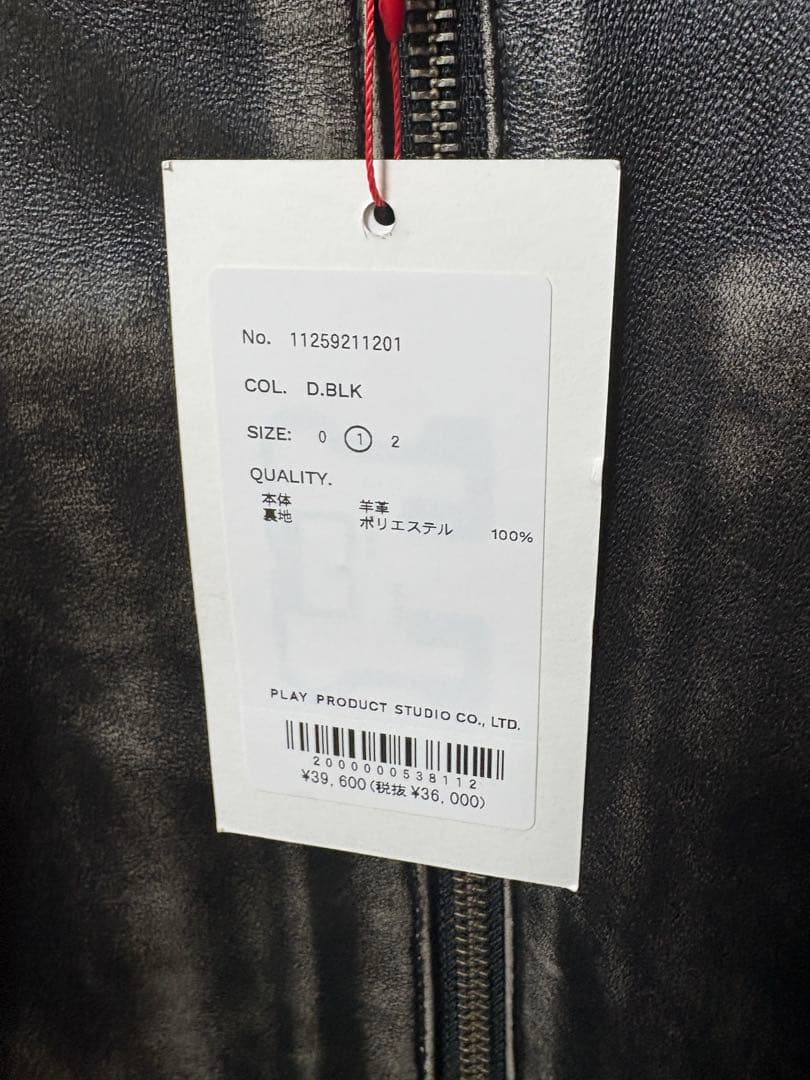 No. 11259211201
COL. D.BLK
SIZE: 0 1 2
QUALITY.
本体 羊革
裏地 ポリエステル 100%
PLAY PRODUCT STUDIO CO., LTD.
2000000538112
¥39,600(税抜¥36,000)